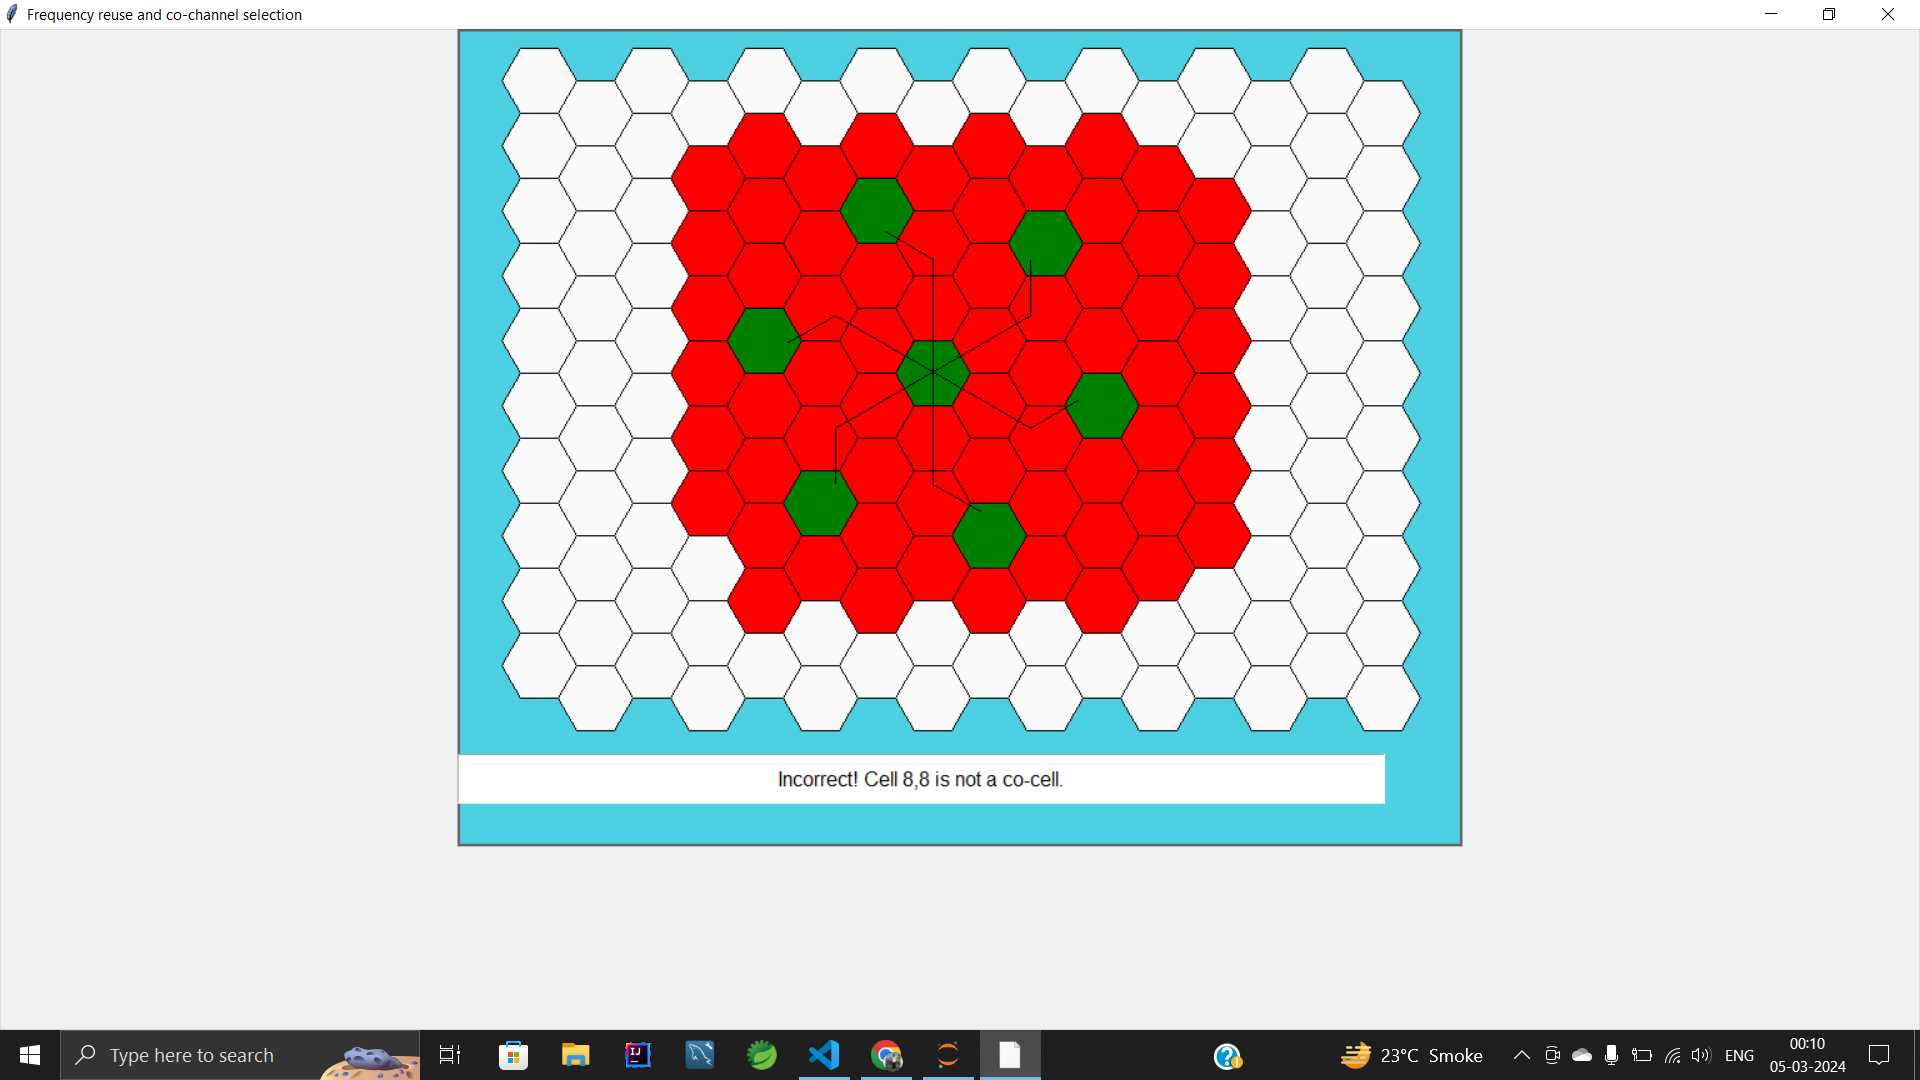 Frequency reuse and co-channel selection
Incorrect! Cell 8,8 is not a co-cell.
Type here to search
23°C Smoke
ENG
00:10
05-03-2024